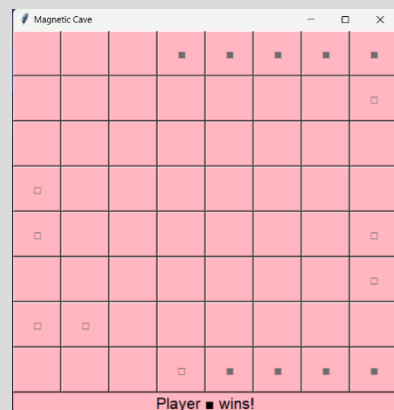 Magnetic Cave
■ ■ ■ ■ ■
□
□
□ □
□
□ □
□ ■ ■ ■ ■
Player ■ wins!